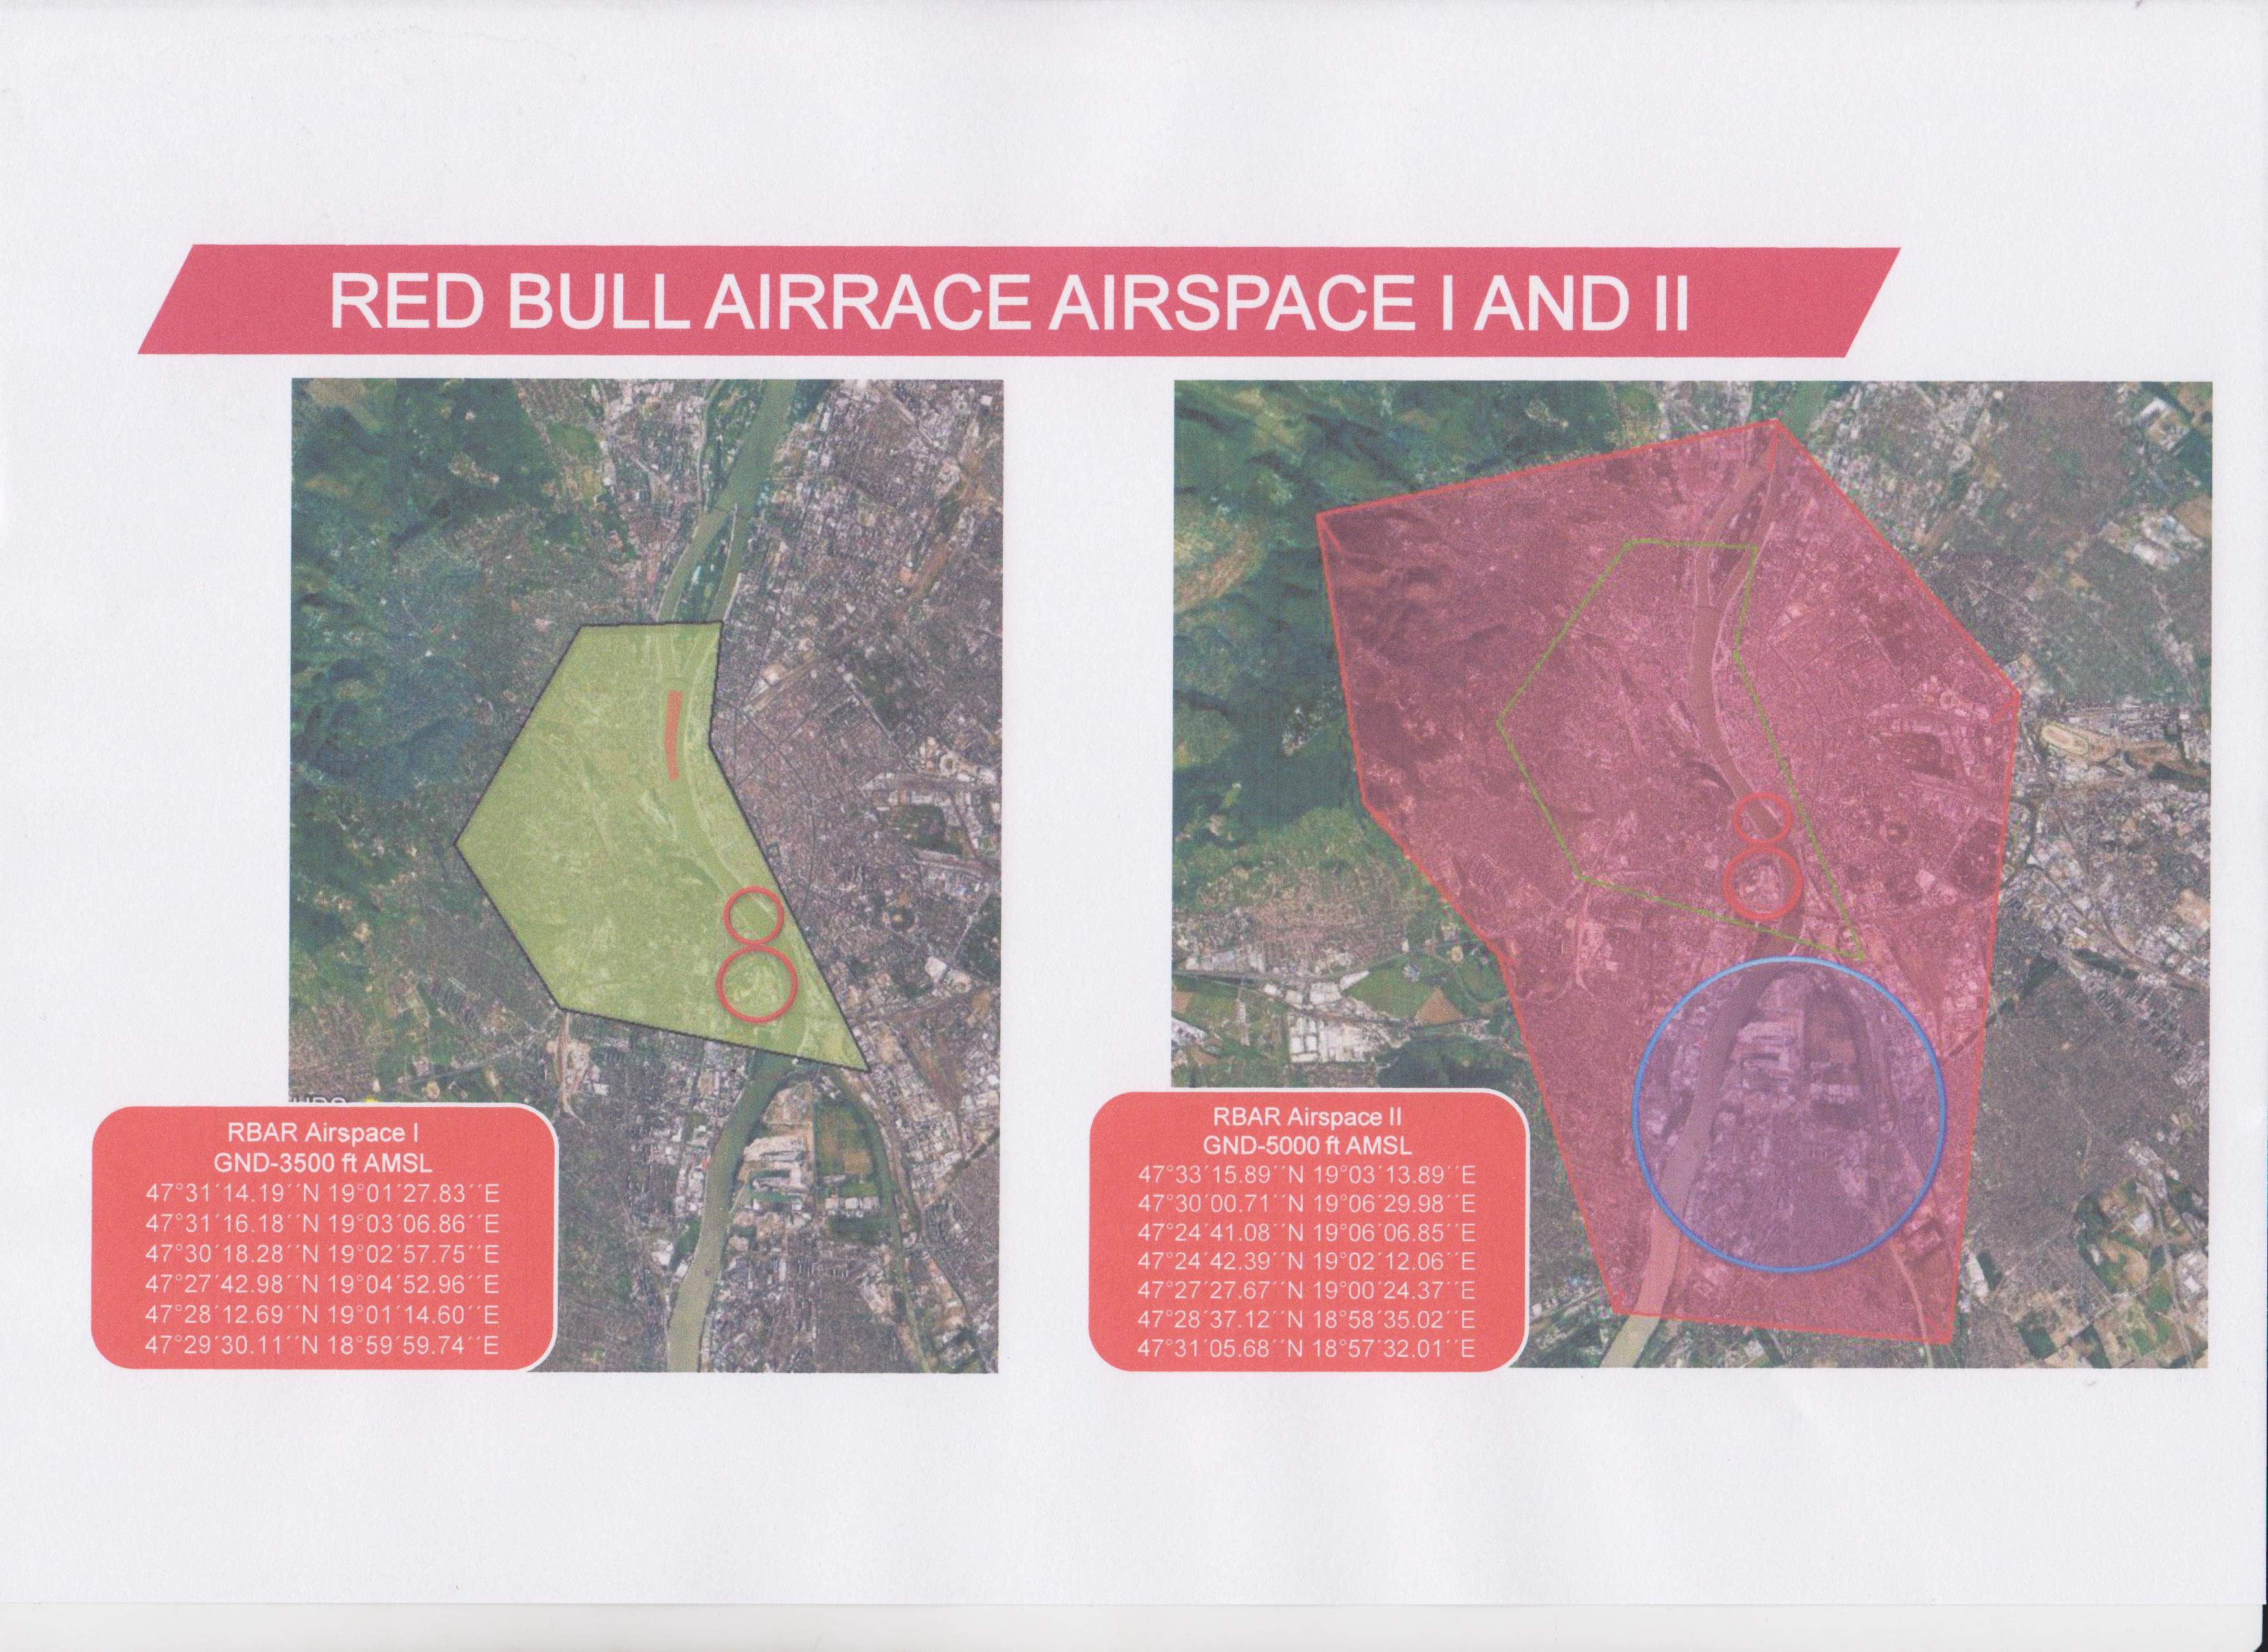 RED BULL AIRRACE AIRSPACE I AND II
RBAR Airspace I
GND-3500 ft AMSL
47°31´14.19´´N 19°01´27.83´´E
47°31´16.18´´N 19°03´06.86´´E
47°30´18.28´´N 19°02´57.75´´E
47°27´42.98´´N 19°04´52.96´´E
47°28´12.69´´N 19°01´14.60´´E
47°29´30.11´´N 18°59´59.74´´E
RBAR Airspace II
GND-5000 ft AMSL
47°33´15.89´´N 19°03´13.89´´E
47°30´00.71´´N 19°06´29.98´´E
47°24´41.08´´N 19°06´06.85´´E
47°24´42.39´´N 19°02´12.06´´E
47°27´27.67´´N 19°00´24.37´´E
47°28´37.12´´N 18°58´35.02´´E
47°31´05.68´´N 18°57´32.01´´E